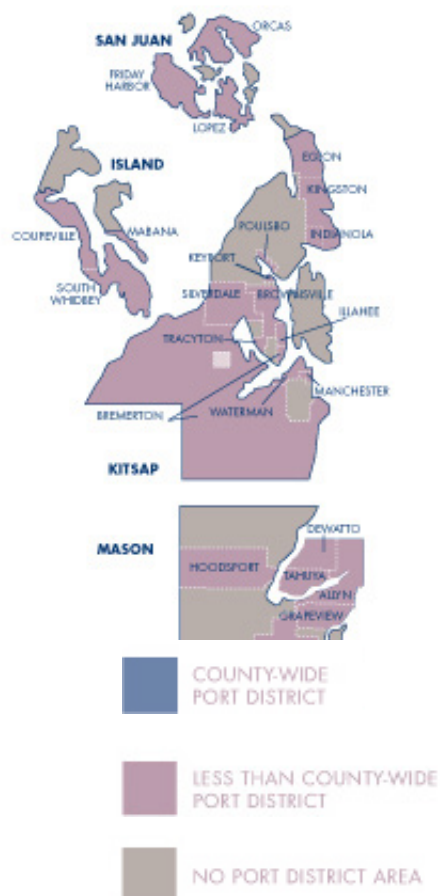 SAN JUAN
ORCAS
FRIDAY
HARBOR
LOPEZ
ISLAND
EGLON
KINGSTON
COUPEVILLE
MABANA
POULSBO
INDIANOLA
KEYPORT
SOUTH
WHIDBEY
SILVERDALE
BROWNSVILLE
ILLAHEE
TRACYTON
MANCHESTER
BREMERTON
WATERMAN
KITSAP
DEWATTO
MASON
HOODSPORT
TAHUYA
ALLYN
GRAPEVIEW
COUNTY-WIDE
PORT DISTRICT
LESS THAN COUNTY-WIDE
PORT DISTRICT
NO PORT DISTRICT AREA